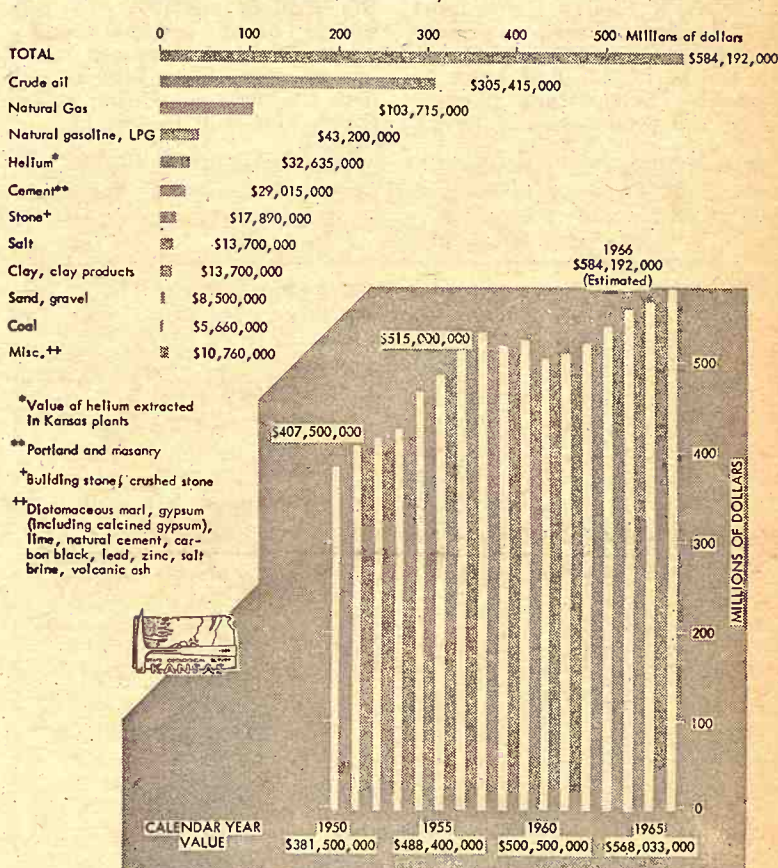 0 100 200 300 400 500 Millions of dollars
TOTAL $584,192,000
Crude oil $305,415,000
Natural Gas $103,715,000
Natural gasoline, LPG $43,200,000
Helium* $32,635,000
Cement** $29,015,000
Stone+ $17,890,000
Salt $13,700,000
Clay, clay products $13,700,000
Sand, gravel $8,500,000
Coal $5,660,000
Misc.++ $10,760,000
*Value of helium extracted
in Kansas plants
**Portland and masonry
+Building stone, crushed stone
++Diatomaceous marl, gypsum
(including calcined gypsum),
lime, natural cement, car-
bon black, lead, zinc, salt
brine, volcanic ash
1966
$584,192,000
(Estimated)
$515,000,000
$407,500,000
500
400
300
200
100
0
MILLIONS OF DOLLARS
STATE GEOLOGICAL SURVEY
KANSAS
CALENDAR YEAR 1950 1955 1960 1965
VALUE $381,500,000 $488,400,000 $500,500,000 $568,033,000